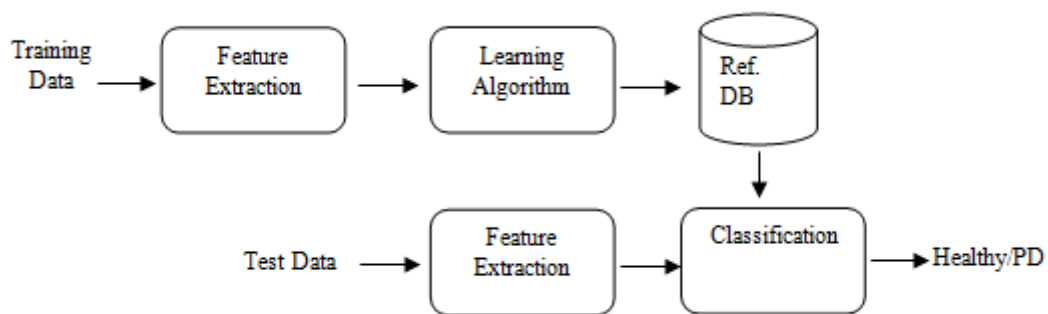 Training
Data
Feature
Extraction
Learning
Algorithm
Ref.
DB
Test Data
Feature
Extraction
Classification
Healthy/PD